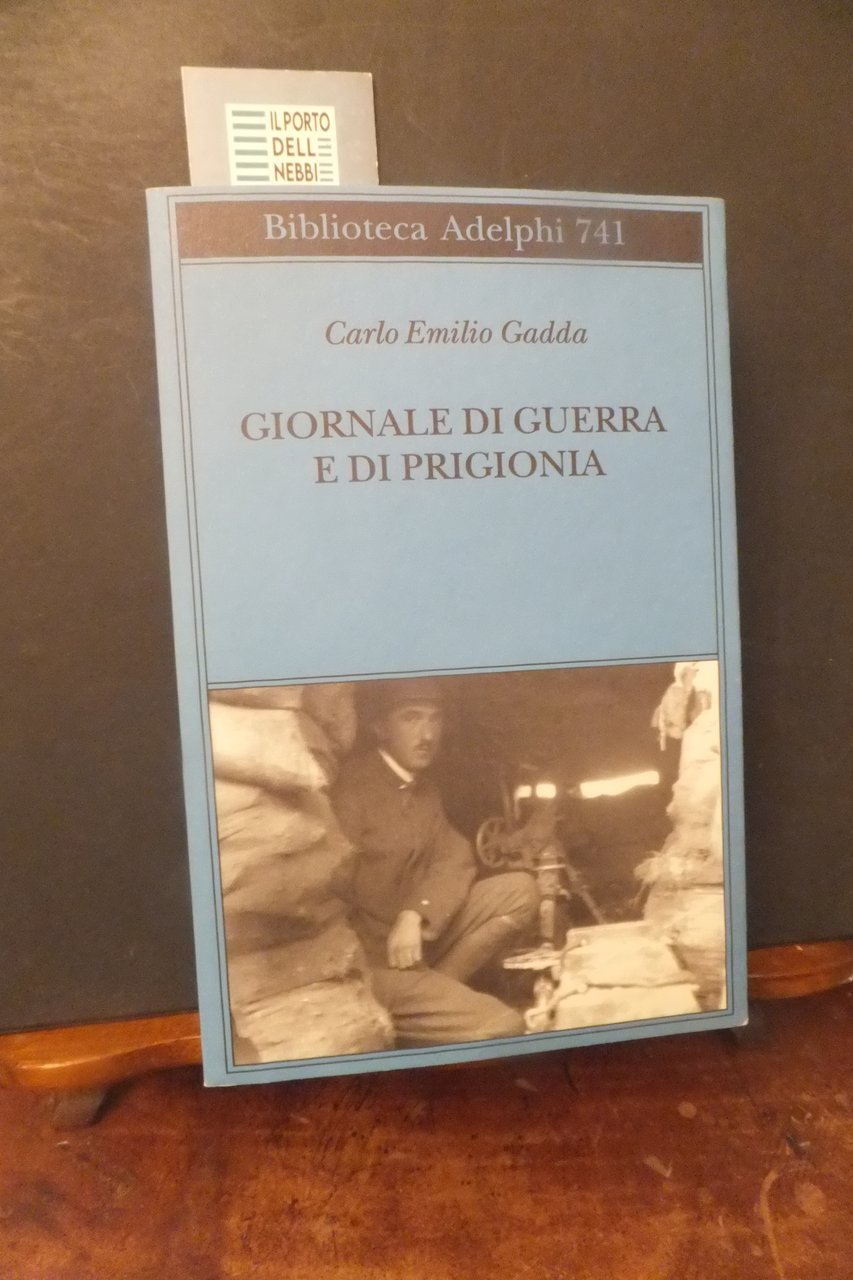 IL PORTO
DELL
NEBBI
Biblioteca Adelphi 741
Carlo Emilio Gadda
GIORNALE DI GUERRA
E DI PRIGIONIA